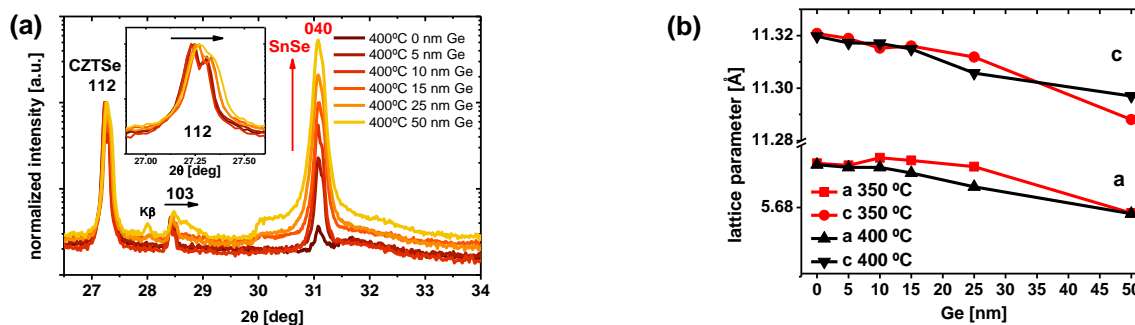 (a)
normalized intensity [a.u.]
CZTSe
112
112
27.00 27.25 27.50
2θ [deg]
Kβ
103
SnSe
040
400ºC 0 nm Ge
400ºC 5 nm Ge
400ºC 10 nm Ge
400ºC 15 nm Ge
400ºC 25 nm Ge
400ºC 50 nm Ge
27 28 29 30 31 32 33 34
2θ [deg]
(b)
lattice parameter [Å]
11.32
11.30
11.28
5.68
c
a
a 350 ºC
c 350 ºC
a 400 ºC
c 400 ºC
0 5 10 15 20 25 30 35 40 45 50
Ge [nm]